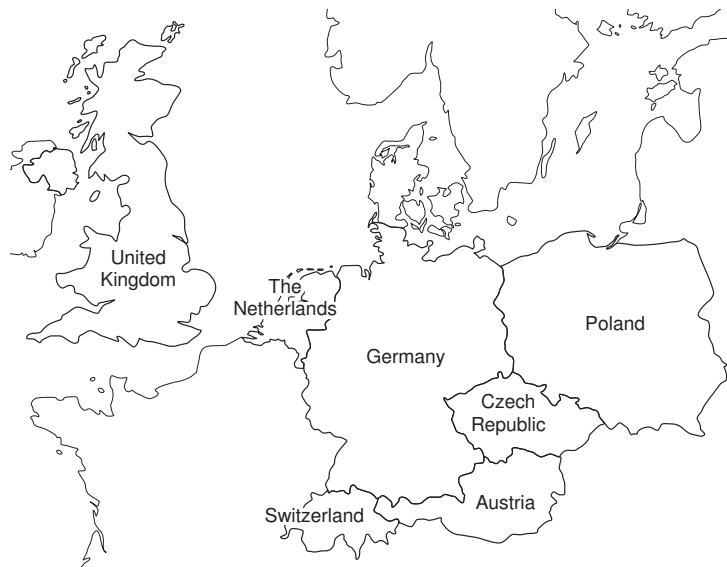 United
Kingdom
The
Netherlands
Poland
Germany
Czech
Republic
Austria
Switzerland